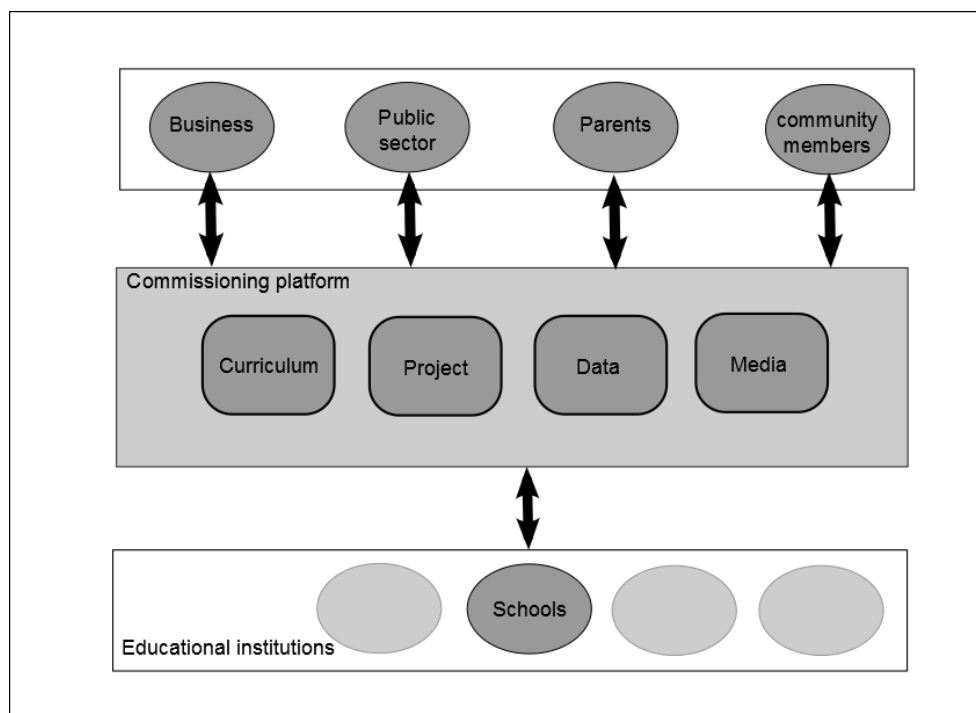 Business
Public
sector
Parents
community
members
Commissioning platform
Curriculum
Project
Data
Media
Schools
Educational institutions